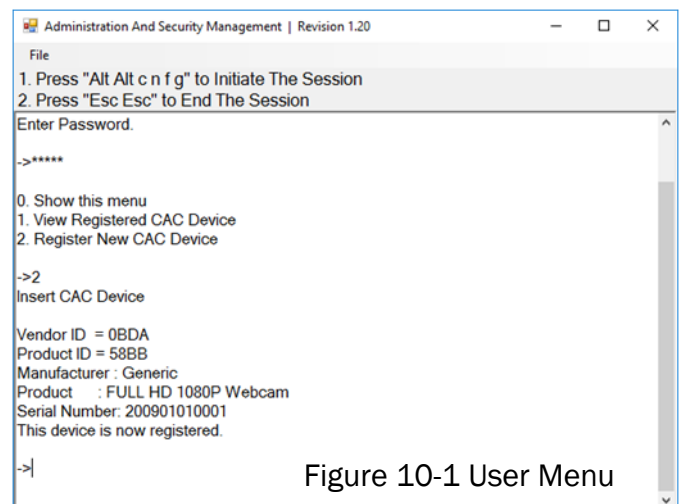 Administration And Security Management | Revision 1.20
File
1. Press "Alt Alt c n f g" to Initiate The Session
2. Press "Esc Esc" to End The Session
Enter Password.
->*****
0. Show this menu
1. View Registered CAC Device
2. Register New CAC Device
->2
Insert CAC Device
Vendor ID = 0BDA
Product ID = 58BB
Manufacturer : Generic
Product : FULL HD 1080P Webcam
Serial Number: 200901010001
This device is now registered.
->
Figure 10-1 User Menu